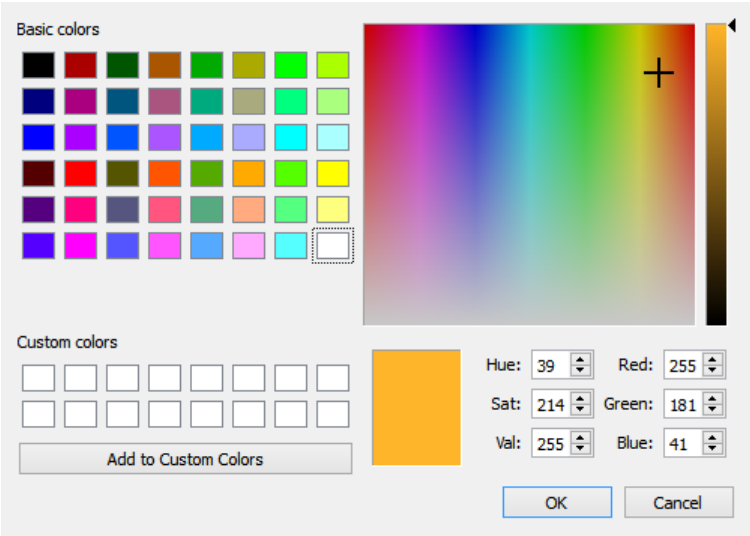 Basic colors
Custom colors
Add to Custom Colors
Hue: 39 Red: 255
Sat: 214 Green: 181
Val: 255 Blue: 41
OK Cancel